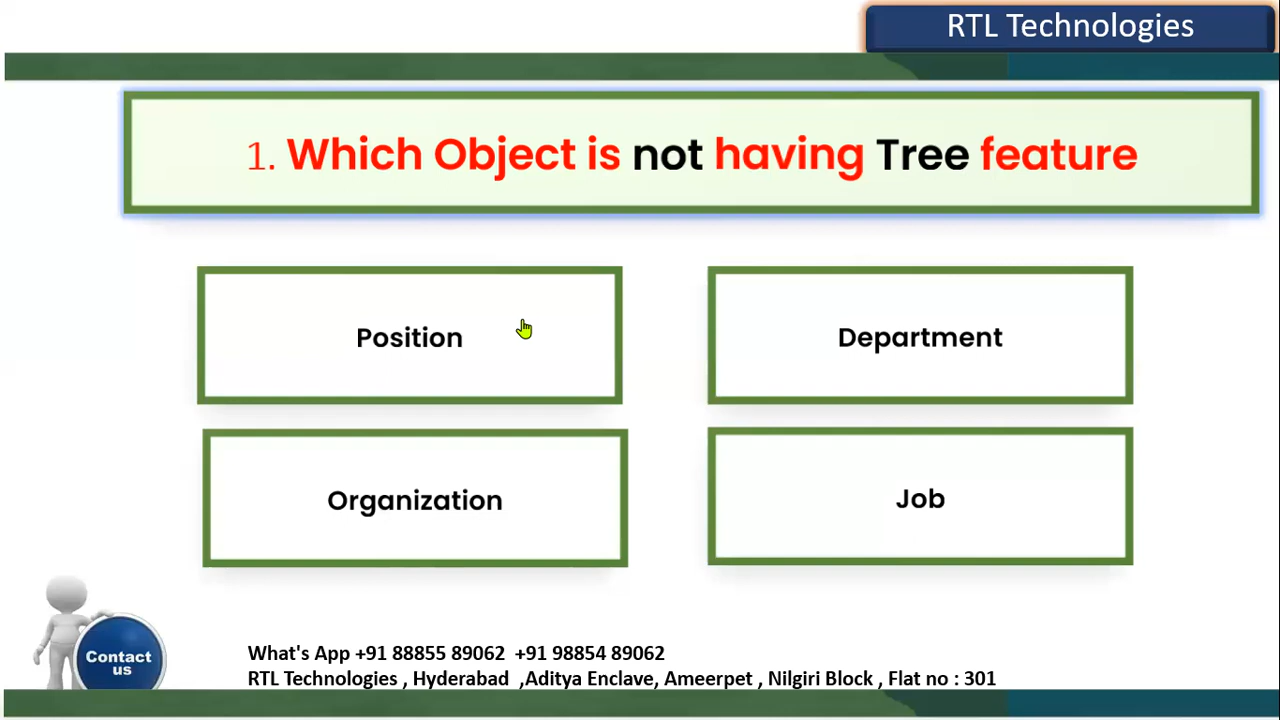 RTL Technologies
1. Which Object is not having Tree feature
Position
Department
Organization
Job
Contact
us
What's App +91 88855 89062 +91 98854 89062
RTL Technologies , Hyderabad ,Aditya Enclave, Ameerpet , Nilgiri Block , Flat no : 301